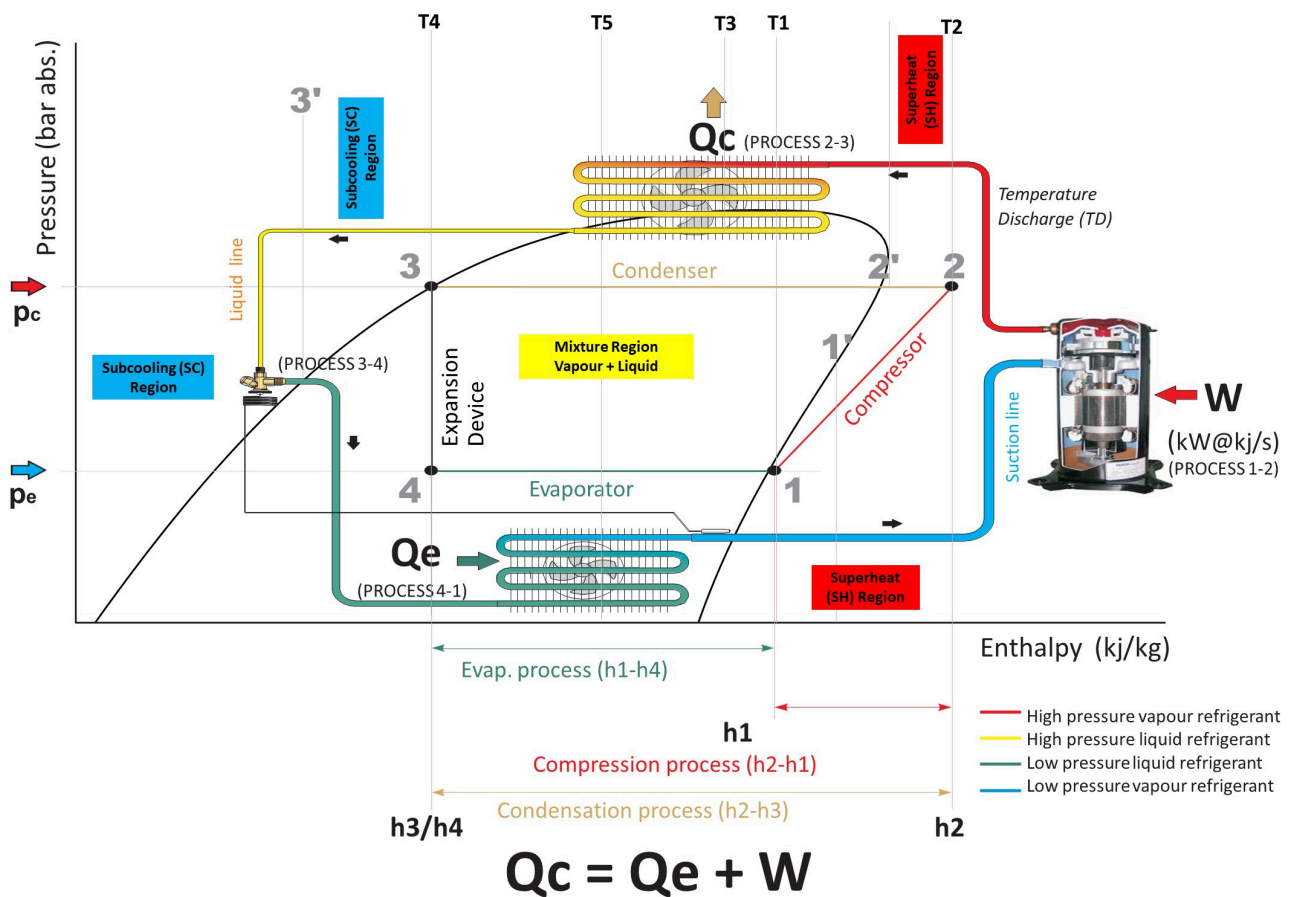 T4
T5
T3
T1
T2
Pressure (bar abs.)
3'
Subcooling (SC)
Region
Superheat
(SH) Region
Qc (PROCESS 2-3)
Temperature
Discharge (TD)
Liquid line
3
Condenser
2'
2
pc
(PROCESS 3-4)
Subcooling (SC)
Region
Mixture Region
Vapour + Liquid
1'
Compressor
Expansion
Device
Suction line
W
(kW@kj/s)
(PROCESS 1-2)
pe
4
Evaporator
1
Qe
(PROCESS 4-1)
Superheat
(SH) Region
Enthalpy (kj/kg)
Evap. process (h1-h4)
h1
Compression process (h2-h1)
Condensation process (h2-h3)
h3/h4
h2
High pressure vapour refrigerant
High pressure liquid refrigerant
Low pressure liquid refrigerant
Low pressure vapour refrigerant
Qc = Qe + W